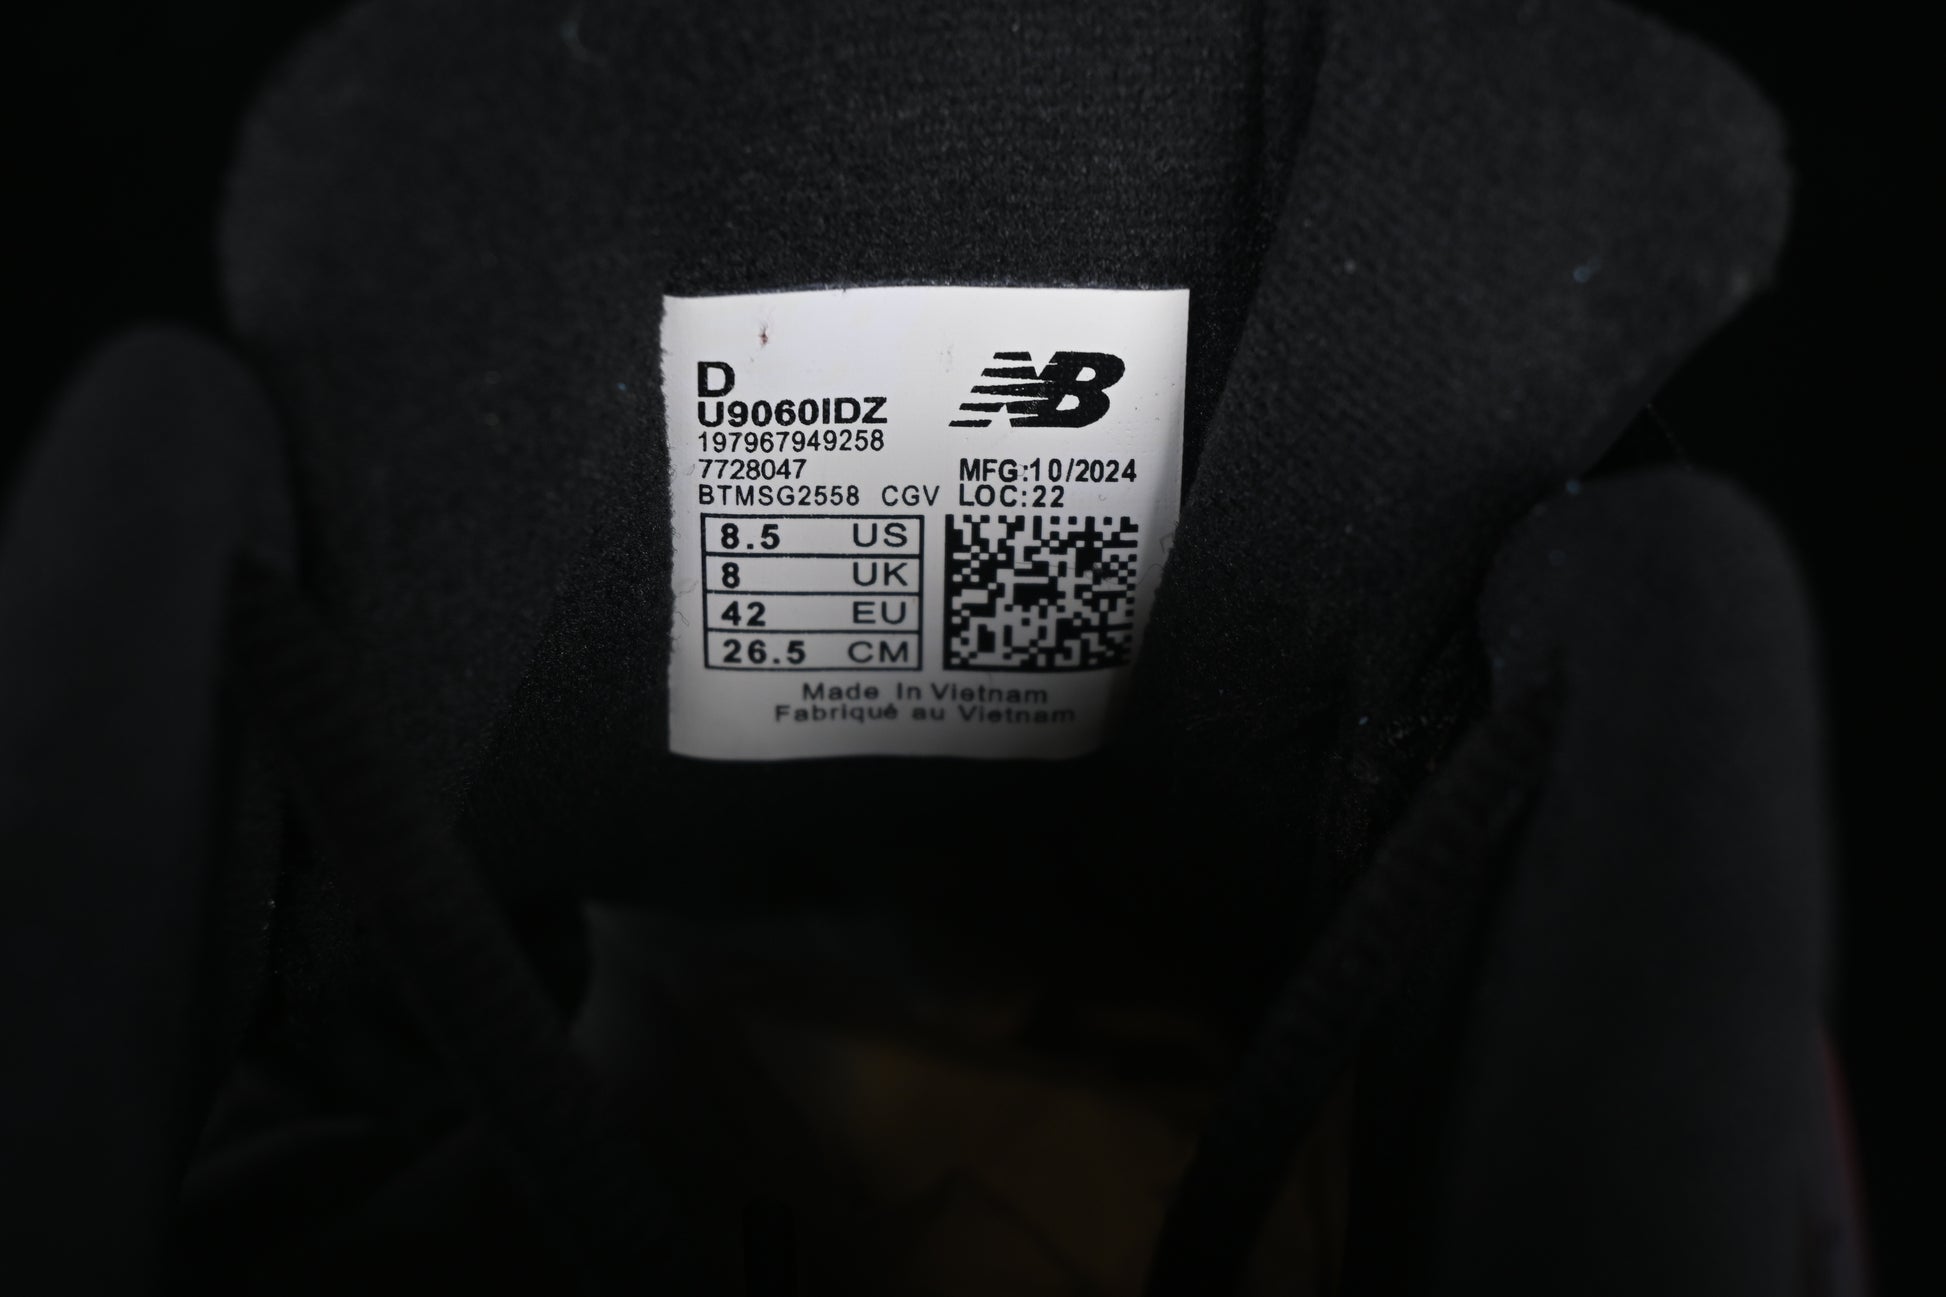 D
U9060IDZ
197967949258
7728047
BTMSG2558 CGV
NB
MFG:10/2024
LOC:22
8.5 US
8 UK
42 EU
26.5 CM
Made In Vietnam
Fabriqué au Vietnam